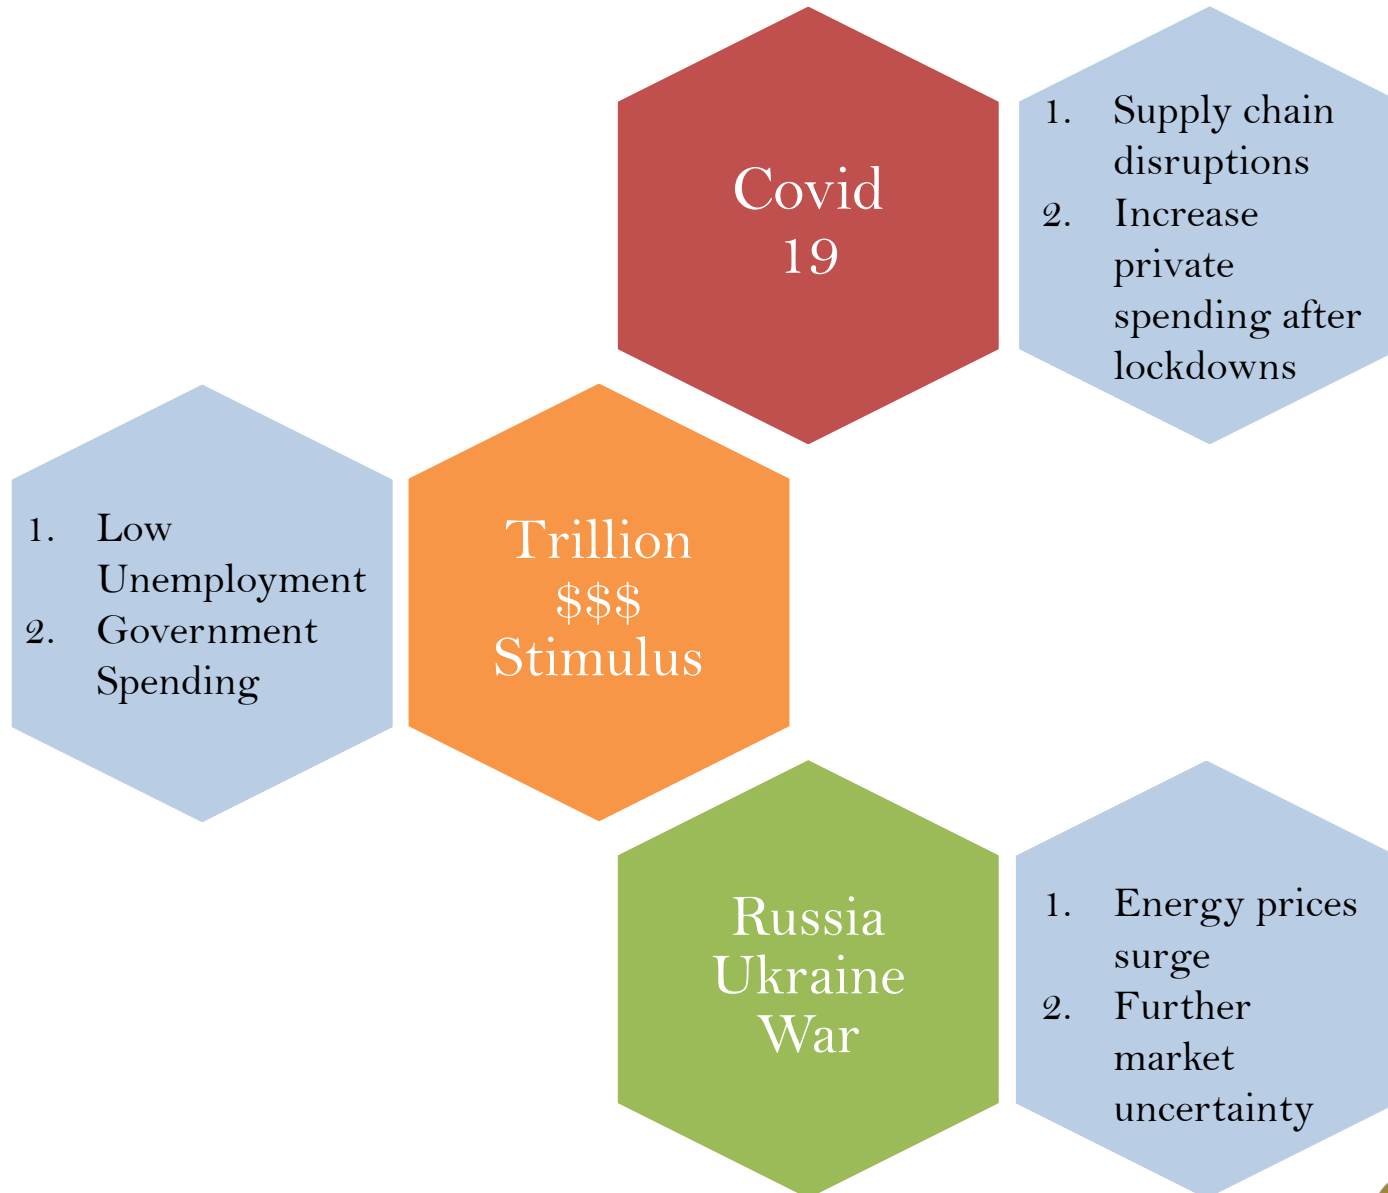 Covid
19
1. Supply chain
disruptions
2. Increase
private
spending after
lockdowns
1. Low
Unemployment
2. Government
Spending
Trillion
$$$
Stimulus
Russia
Ukraine
War
1. Energy prices
surge
2. Further
market
uncertainty